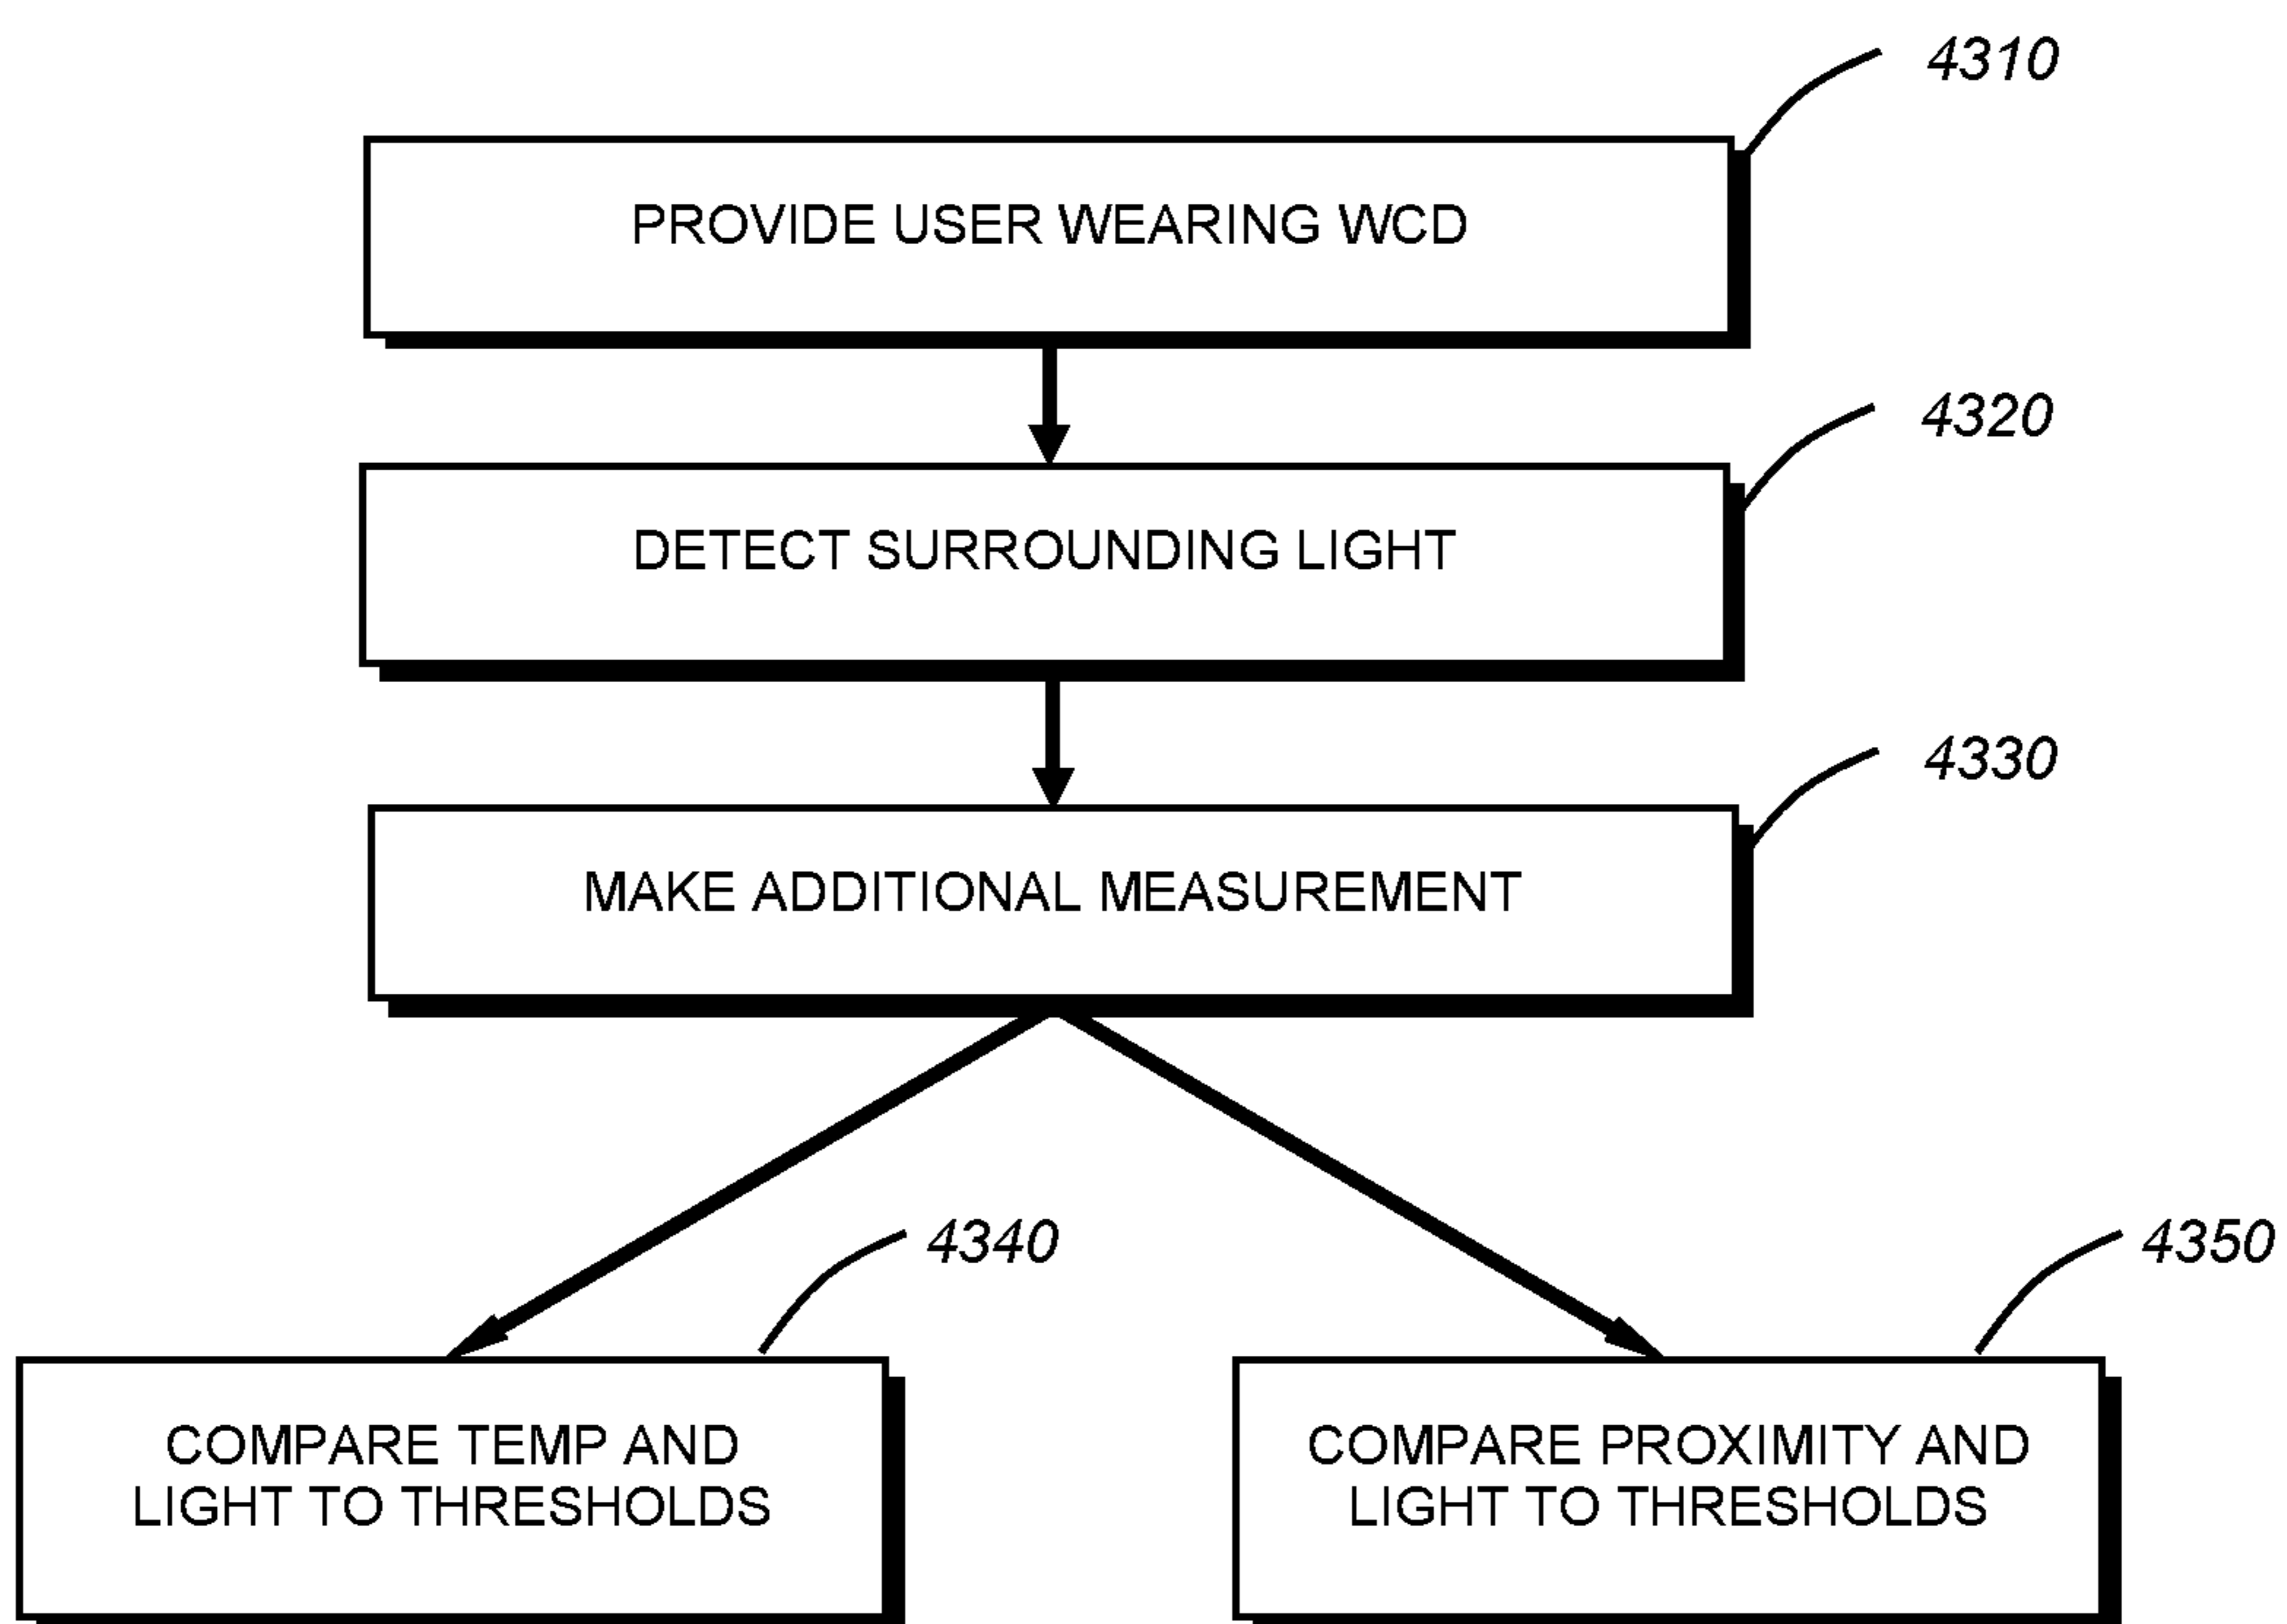 4310
PROVIDE USER WEARING WCD
4320
DETECT SURROUNDING LIGHT
4330
MAKE ADDITIONAL MEASUREMENT
4340
4350
COMPARE TEMP AND
LIGHT TO THRESHOLDS
COMPARE PROXIMITY AND
LIGHT TO THRESHOLDS